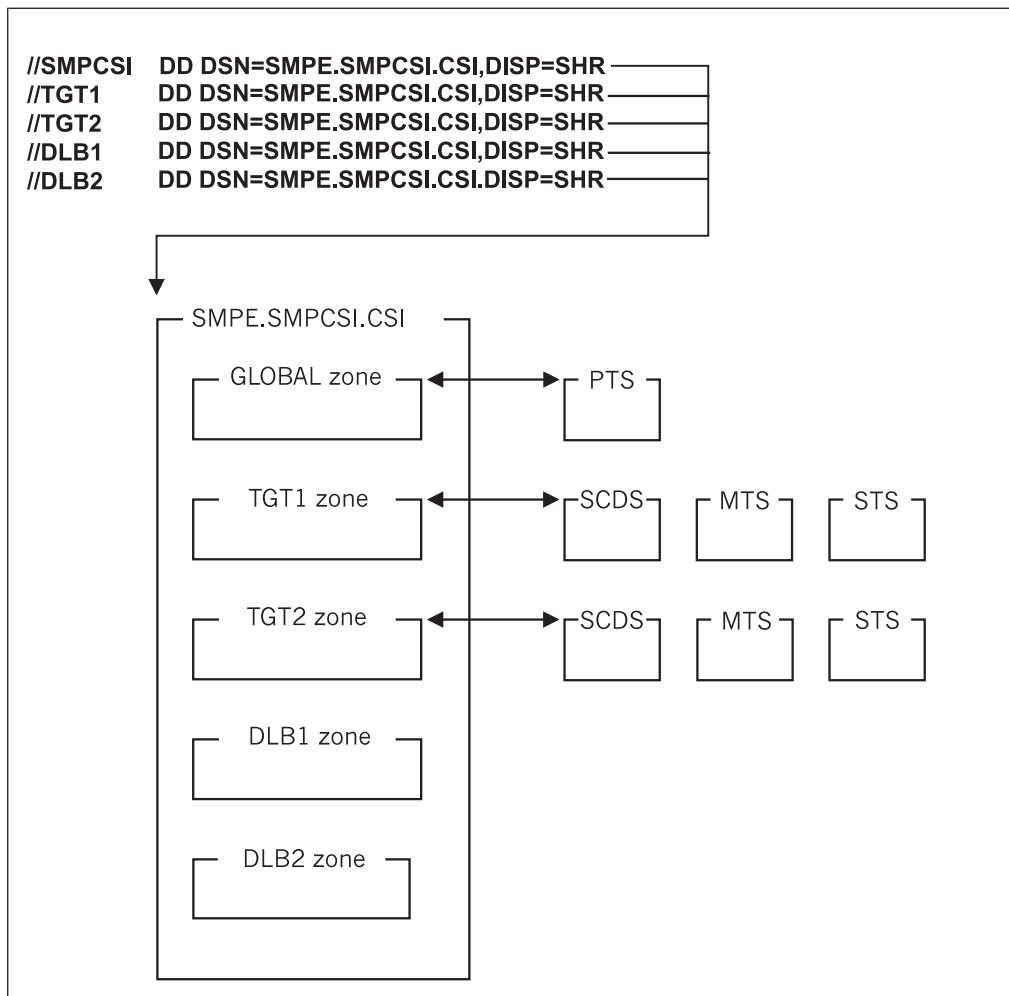 //SMPCSI DD DSN=SMPE.SMPCSI.CSI,DISP=SHR
//TGT1 DD DSN=SMPE.SMPCSI.CSI,DISP=SHR
//TGT2 DD DSN=SMPE.SMPCSI.CSI,DISP=SHR
//DLB1 DD DSN=SMPE.SMPCSI.CSI,DISP=SHR
//DLB2 DD DSN=SMPE.SMPCSI.CSI.DISP=SHR
SMPE.SMPCSI.CSI
GLOBAL zone PTS
TGT1 zone SCDS MTS STS
TGT2 zone SCDS MTS STS
DLB1 zone
DLB2 zone